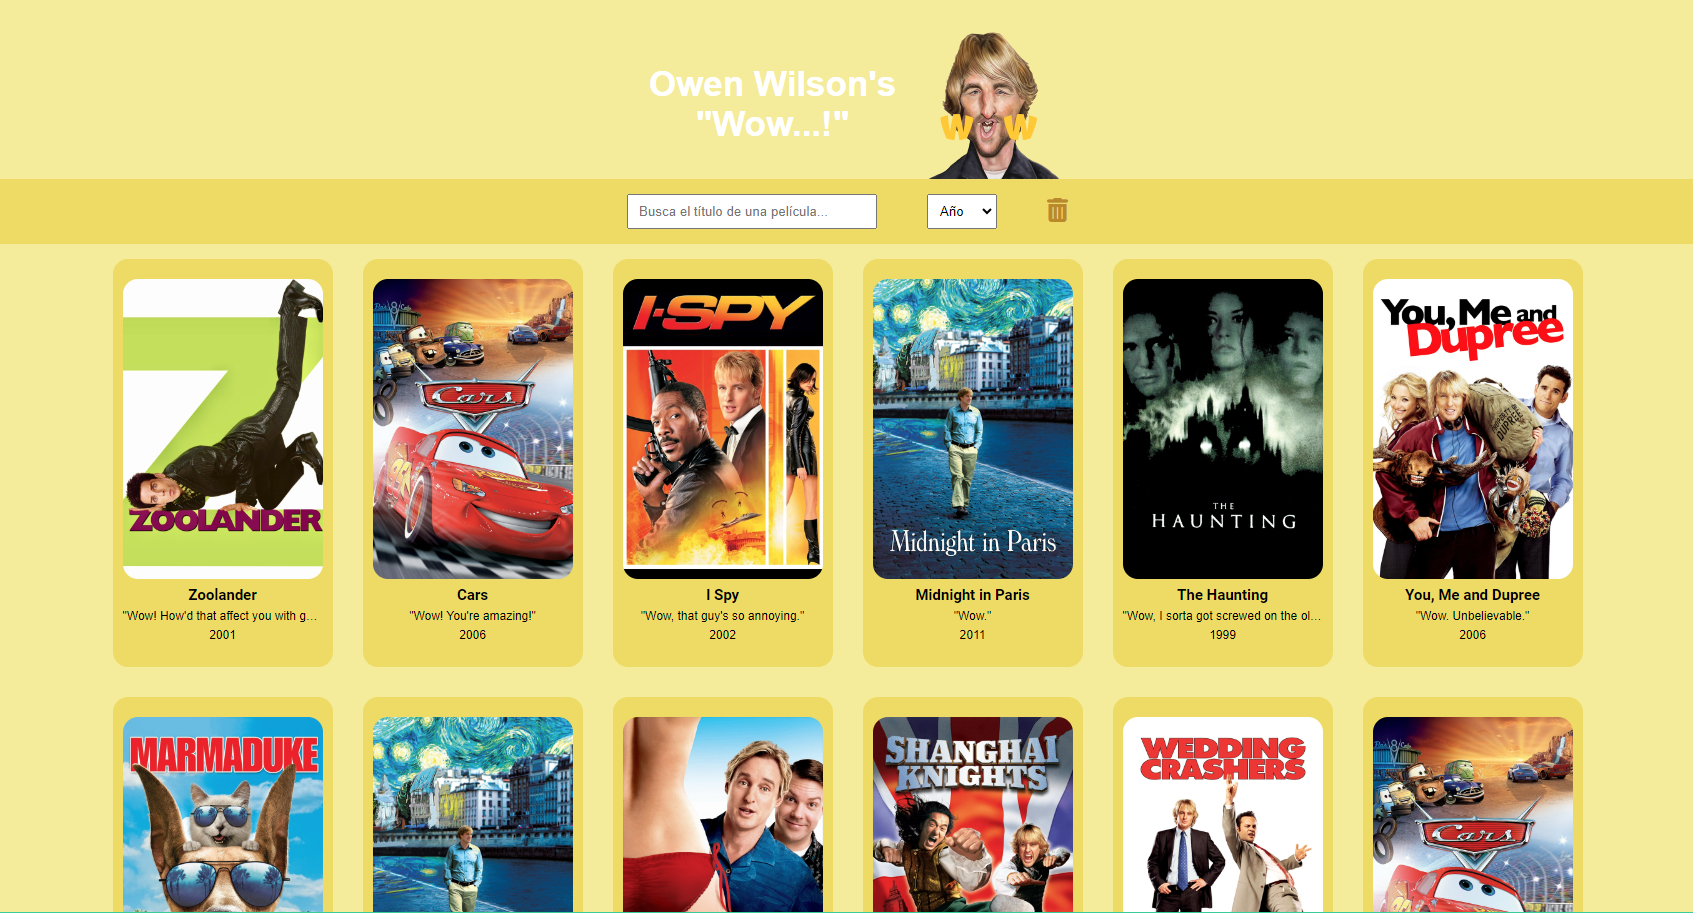 Owen Wilson's
"Wow...!"
W W
Busca el título de una película...
Año
I-SPY
You, Me and
Dupree
Cars
THE
HAUNTING
ZOOLANDER
Midnight in Paris
Zoolander
"Wow! How'd that affect you with g...
2001
Cars
"Wow! You're amazing!"
2006
I Spy
"Wow, that guy's so annoying."
2002
Midnight in Paris
"Wow."
2011
The Haunting
"Wow, I sorta got screwed on the ol...
1999
You, Me and Dupree
"Wow. Unbelievable."
2006
MARMADUKE
SHANGHAI
KNIGHTS
WEDDING
CRASHERS
Cars